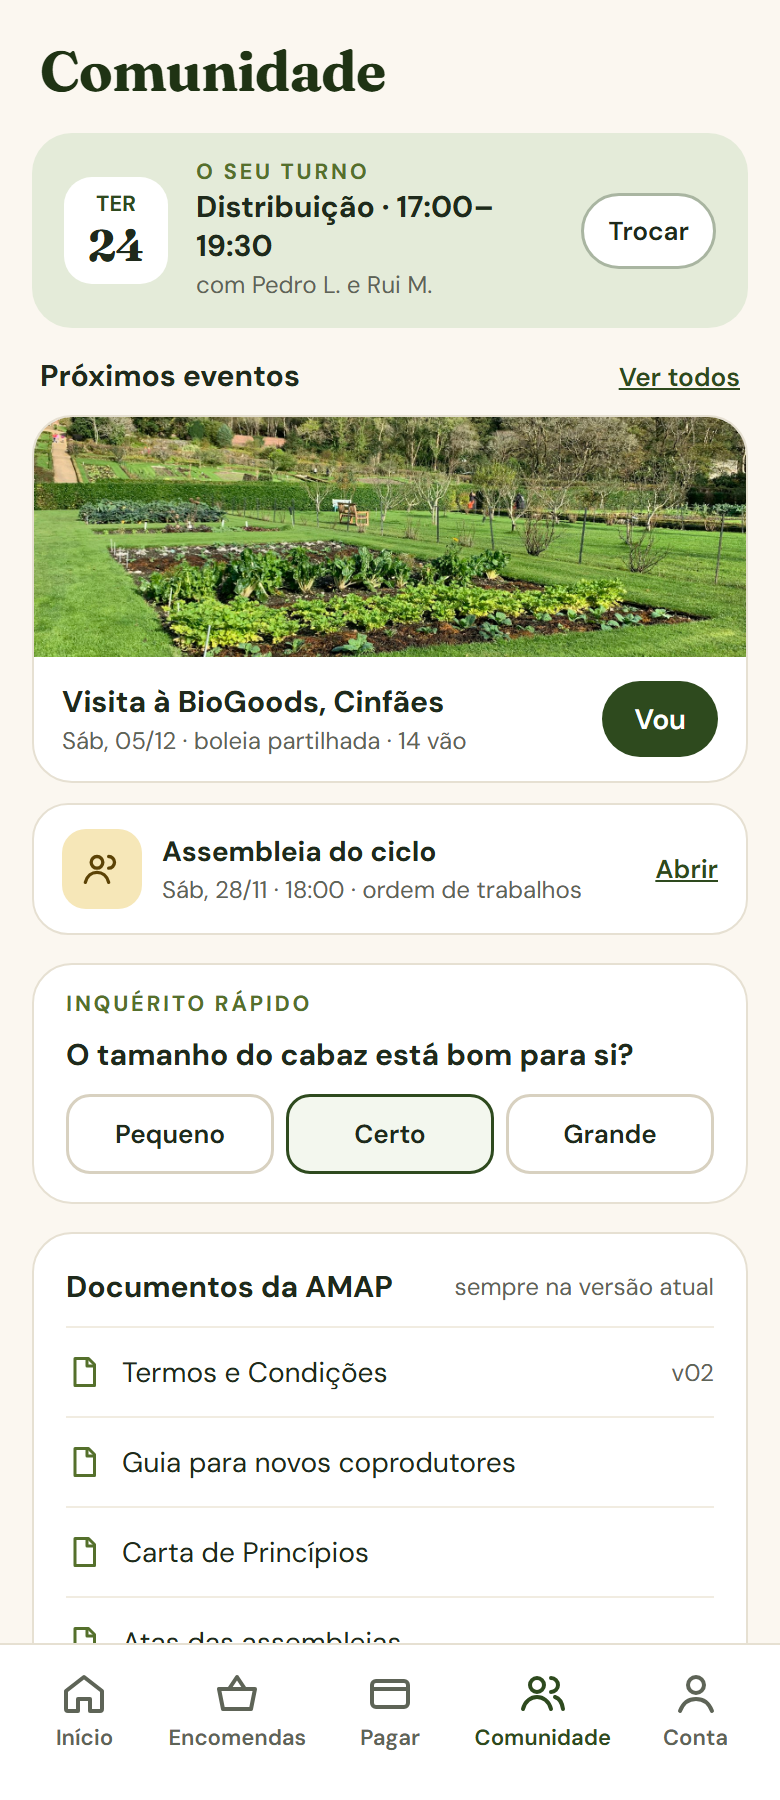 Comunidade
O SEU TURNO
TER
24
Distribuição · 17:00–
19:30
com Pedro L. e Rui M.
Trocar
Próximos eventos
Ver todos
Visita à BioGoods, Cinfães
Sáb, 05/12 · boleia partilhada · 14 vão
Vou
Assembleia do ciclo
Sáb, 28/11 · 18:00 · ordem de trabalhos
Abrir
INQUÉRITO RÁPIDO
O tamanho do cabaz está bom para si?
Pequeno
Certo
Grande
Documentos da AMAP
sempre na versão atual
Termos e Condições
v02
Guia para novos coprodutores
Carta de Princípios
Atas das assembleias
Início
Encomendas
Pagar
Comunidade
Conta